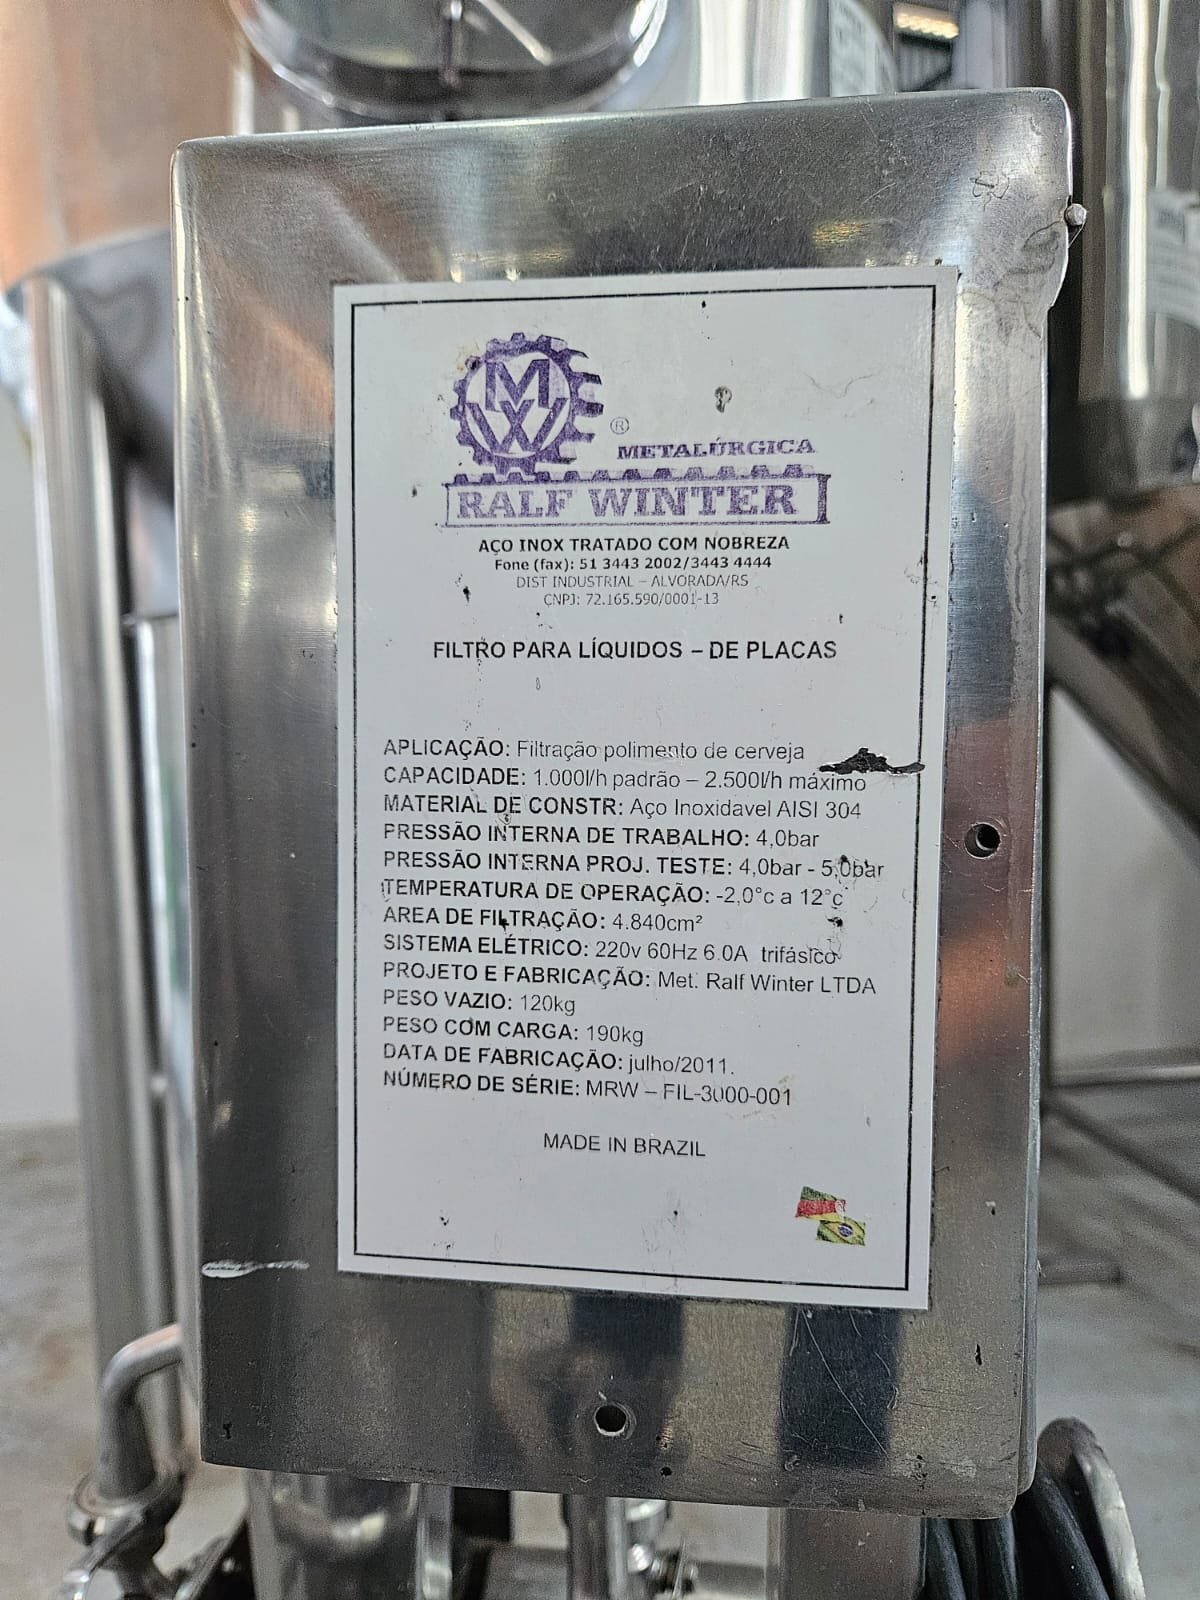 MWX
®
METALÚRGICA
RALF WINTER
AÇO INOX TRATADO COM NOBREZA
Fone (fax): 51 3443 2002/3443 4444
DIST INDUSTRIAL – ALVORADA/RS
CNPJ: 72.165.590/0001-13
FILTRO PARA LÍQUIDOS – DE PLACAS
APLICAÇÃO: Filtração polimento de cerveja
CAPACIDADE: 1.000l/h padrão – 2.500l/h máximo
MATERIAL DE CONSTR: Aço Inoxidavel AISI 304
PRESSÃO INTERNA DE TRABALHO: 4,0bar
PRESSÃO INTERNA PROJ. TESTE: 4,0bar - 5,0bar
TEMPERATURA DE OPERAÇÃO: -2,0°c a 12°c
AREA DE FILTRAÇÃO: 4.840cm²
SISTEMA ELÉTRICO: 220v 60Hz 6.0A trifásico
PROJETO E FABRICAÇÃO: Met. Ralf Winter LTDA
PESO VAZIO: 120kg
PESO COM CARGA: 190kg
DATA DE FABRICAÇÃO: julho/2011.
NÚMERO DE SÉRIE: MRW – FIL-3000-001
MADE IN BRAZIL